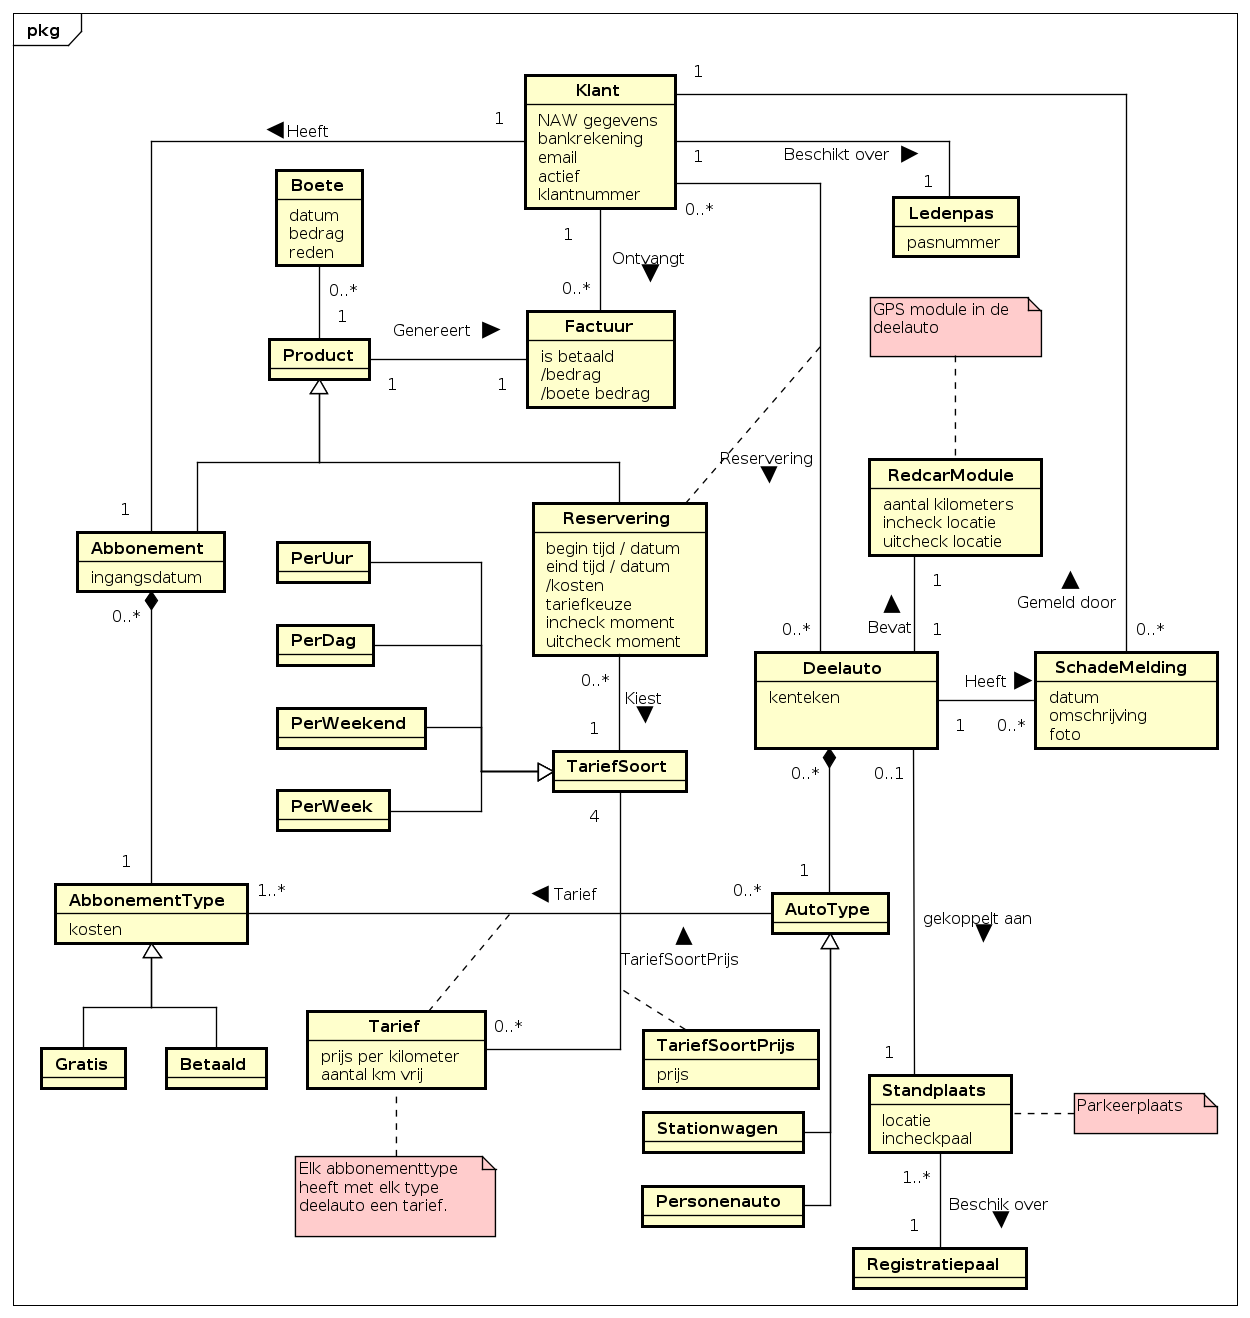 pkg
1
Klant
NAW gegevens
bankrekening
email
actief
klantnummer
1
Heeft
1
Beschikt over
1
0..*
Boete
datum
bedrag
reden
Ledenpas
pasnummer
1
Ontvangt
0..*
0..*
1
Genereert
1
1
Factuur
is betaald
/bedrag
/boete bedrag
Product
GPS module in de
deelauto
Reservering
RedcarModule
aantal kilometers
incheck locatie
uitcheck locatie
1
Abbonement
ingangsdatum
0..*
Reservering
begin tijd / datum
eind tijd / datum
/kosten
tariefkeuze
incheck moment
uitcheck moment
PerUur
PerDag
PerWeekend
PerWeek
1
Bevat
1
Gemeld door
0..*
0..*
Deelauto
kenteken
Heeft
1
0..*
SchadeMelding
datum
omschrijving
foto
0..*
Kiest
1
TariefSoort
4
0..*
0..1
1
1
AbbonementType
kosten
1..*
Tarief
0..*
AutoType
TariefSoortPrijs
gekoppelt aan
Gratis
Betaald
Tarief
prijs per kilometer
aantal km vrij
0..*
TariefSoortPrijs
prijs
1
Standplaats
locatie
incheckpaal
Parkeerplaats
Stationwagen
Personenauto
Elk abbonementtype
heeft met elk type
deelauto een tarief.
1..*
Beschik over
1
Registratiepaal